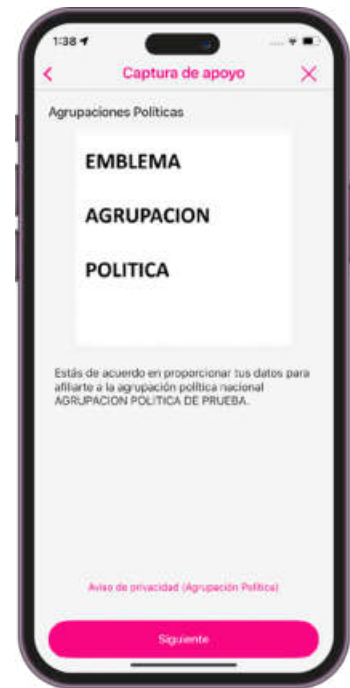 1:38
Captura de apoyo
Agrupaciones Políticas
EMBLEMA
AGRUPACION
POLITICA
Estás de acuerdo en proporcionar tus datos para
afiliarte a la agrupación política nacional
AGRUPACION POLITICA DE PRUEBA.
Aviso de privacidad (Agrupación Política)
Siguiente